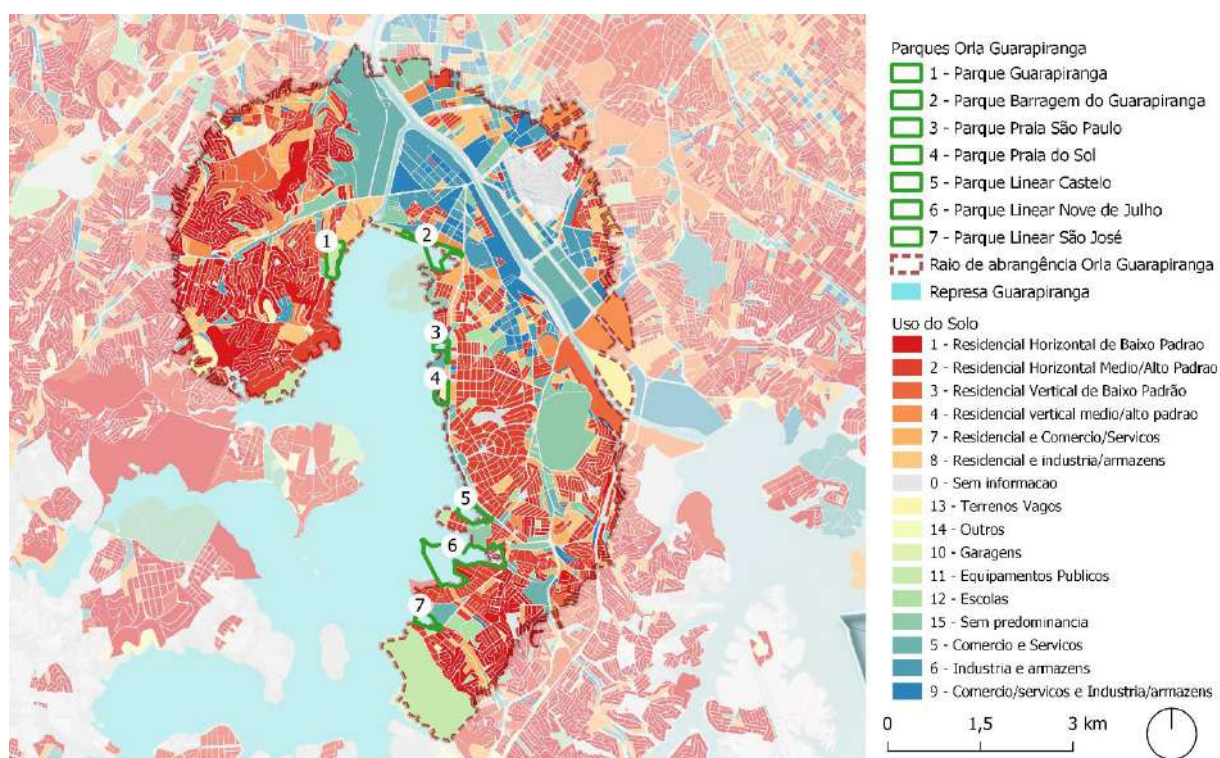 Parques Orla Guarapiranga
1 - Parque Guarapiranga
2 - Parque Barragem do Guarapiranga
3 - Parque Praia São Paulo
4 - Parque Praia do Sol
5 - Parque Linear Castelo
6 - Parque Linear Nove de Julho
7 - Parque Linear São José
Raio de abrangência Orla Guarapiranga
Represa Guarapiranga
Uso do Solo
1 - Residencial Horizontal de Baixo Padrao
2 - Residencial Horizontal Medio/Alto Padrao
3 - Residencial Vertical de Baixo Padrão
4 - Residencial vertical medio/alto padrao
7 - Residencial e Comercio/Servicos
8 - Residencial e industria/armazens
0 - Sem informacao
13 - Terrenos Vagos
14 - Outros
10 - Garagens
11 - Equipamentos Publicos
12 - Escolas
15 - Sem predominancia
5 - Comercio e Servicos
6 - Industria e armazens
9 - Comercio/servicos e Industria/armazens
0 1,5 3 km
1
2
3
4
5
6
7